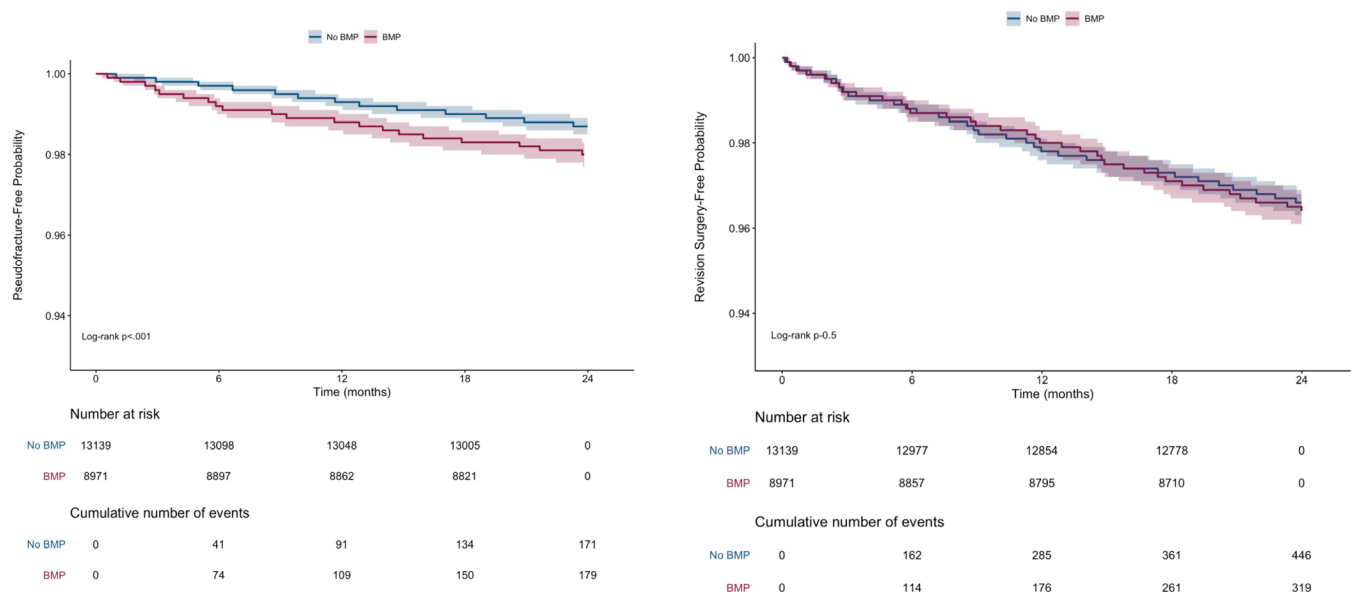 No BMP BMP
1.00
0.98
0.96
0.94
Pseudofracture-Free Probability
Log-rank p<.001
0 6 12 18 24
Time (months)
Number at risk
No BMP 13139 13098 13048 13005 0
BMP 8971 8897 8862 8821 0
Cumulative number of events
No BMP 0 41 91 134 171
BMP 0 74 109 150 179
No BMP BMP
1.00
0.98
0.96
0.94
Revision Surgery-Free Probability
Log-rank p-0.5
0 6 12 18 24
Time (months)
Number at risk
No BMP 13139 12977 12854 12778 0
BMP 8971 8857 8795 8710 0
Cumulative number of events
No BMP 0 162 285 361 446
BMP 0 114 176 261 319